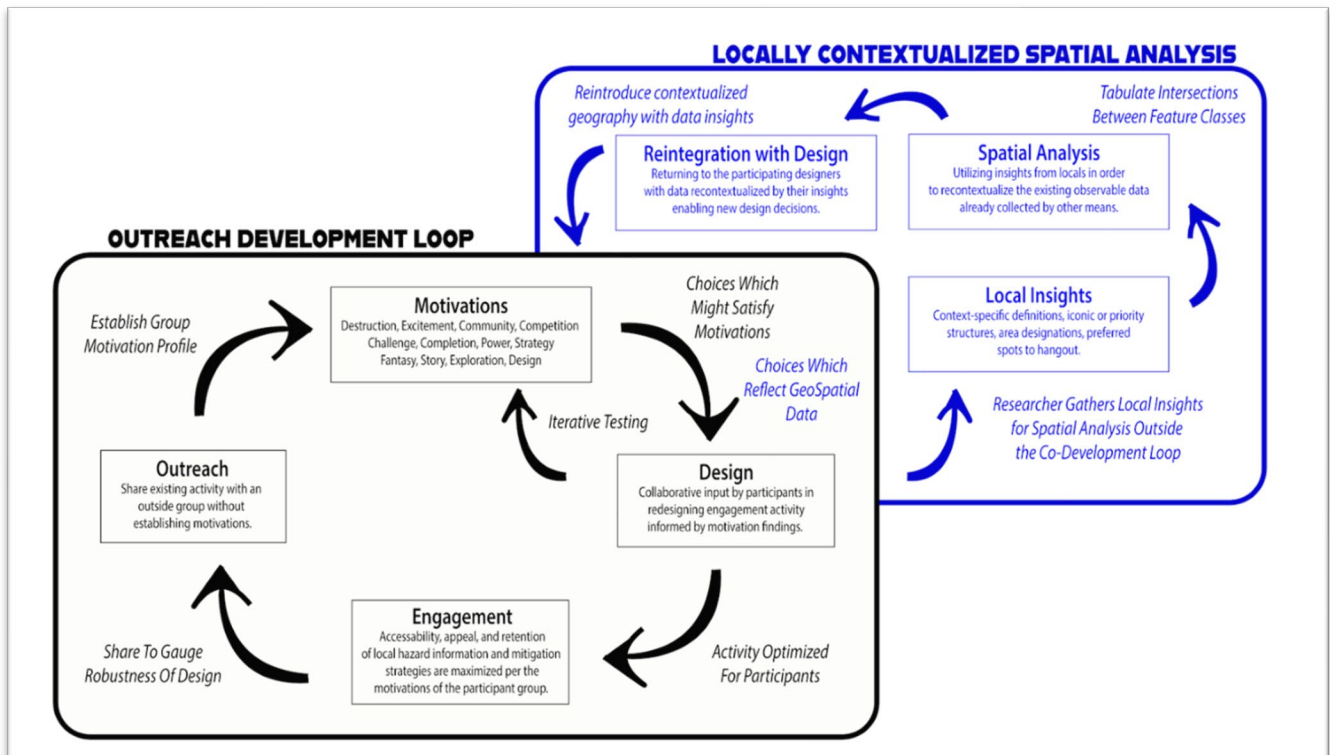 LOCALLY CONTEXTUALIZED SPATIAL ANALYSIS
Reintroduce contextualized
geography with data insights
Tabulate Intersections
Between Feature Classes
Reintegration with Design
Returning to the participating designers
with data recontextualized by their insights
enabling new design decisions.
Spatial Analysis
Utilizing insights from locals in order
to recontextualize the existing observable data
already collected by other means.
Local Insights
Context-specific definitions, iconic or priority
structures, area designations, preferred
spots to hangout.
Researcher Gathers Local Insights
for Spatial Analysis Outside
the Co-Development Loop
OUTREACH DEVELOPMENT LOOP
Establish Group
Motivation Profile
Motivations
Destruction, Excitement, Community, Competition
Challenge, Completion, Power, Strategy
Fantasy, Story, Exploration, Design
Choices Which
Might Satisfy
Motivations
Choices Which
Reflect GeoSpatial
Data
Iterative Testing
Outreach
Share existing activity with an
outside group without
establishing motivations.
Design
Collaborative input by participants in
redesigning engagement activity
informed by motivation findings.
Engagement
Accessability, appeal, and retention
of local hazard information and mitigation
strategies are maximized per the
motivations of the participant group.
Share To Gauge
Robustness Of Design
Activity Optimized
For Participants